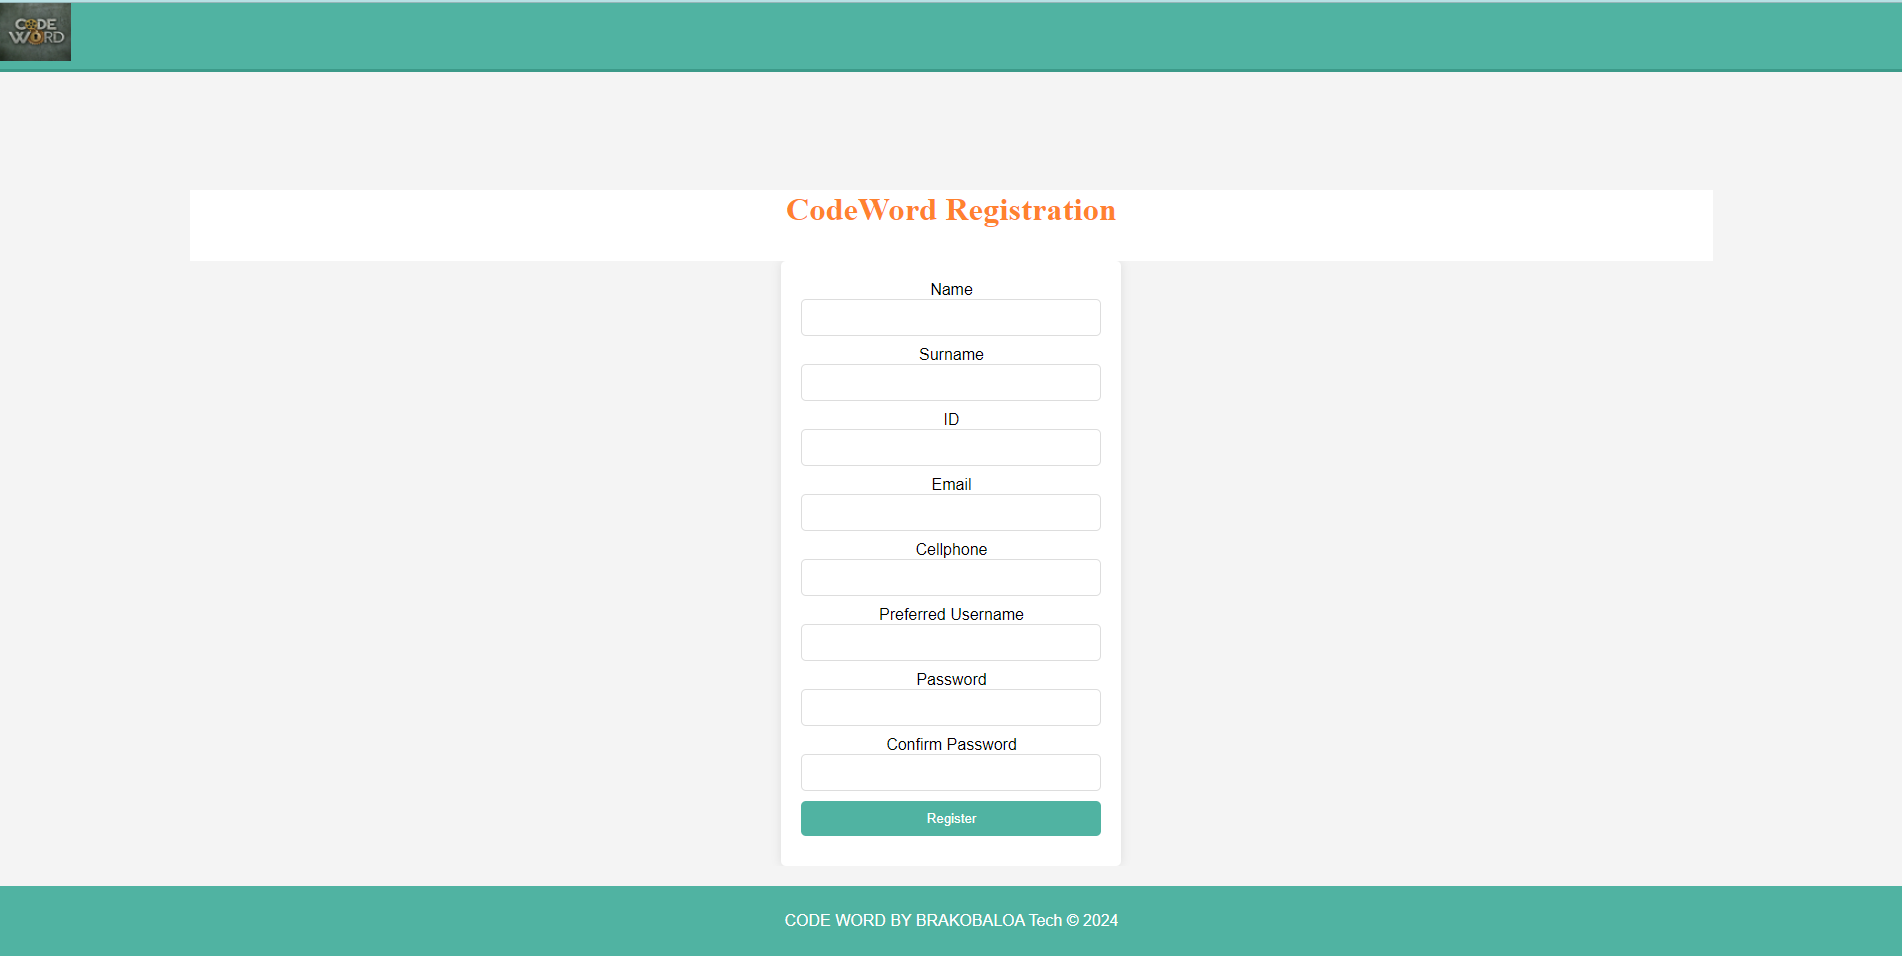 CODE
WORD
CodeWord Registration
Name
Surname
ID
Email
Cellphone
Preferred Username
Password
Confirm Password
Register
CODE WORD BY BRAKOBALOA Tech © 2024